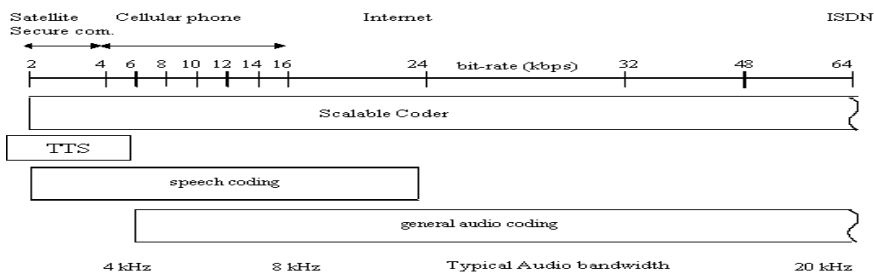 Satellite Cellular phone Internet ISDN
Secure com.
2 4 6 8 10 12 14 16 24 bit-rate (kbps) 32 48 64
Scalable Coder
TTS
speech coding
general audio coding
4 kHz 8 kHz Typical Audio bandwidth 20 kHz